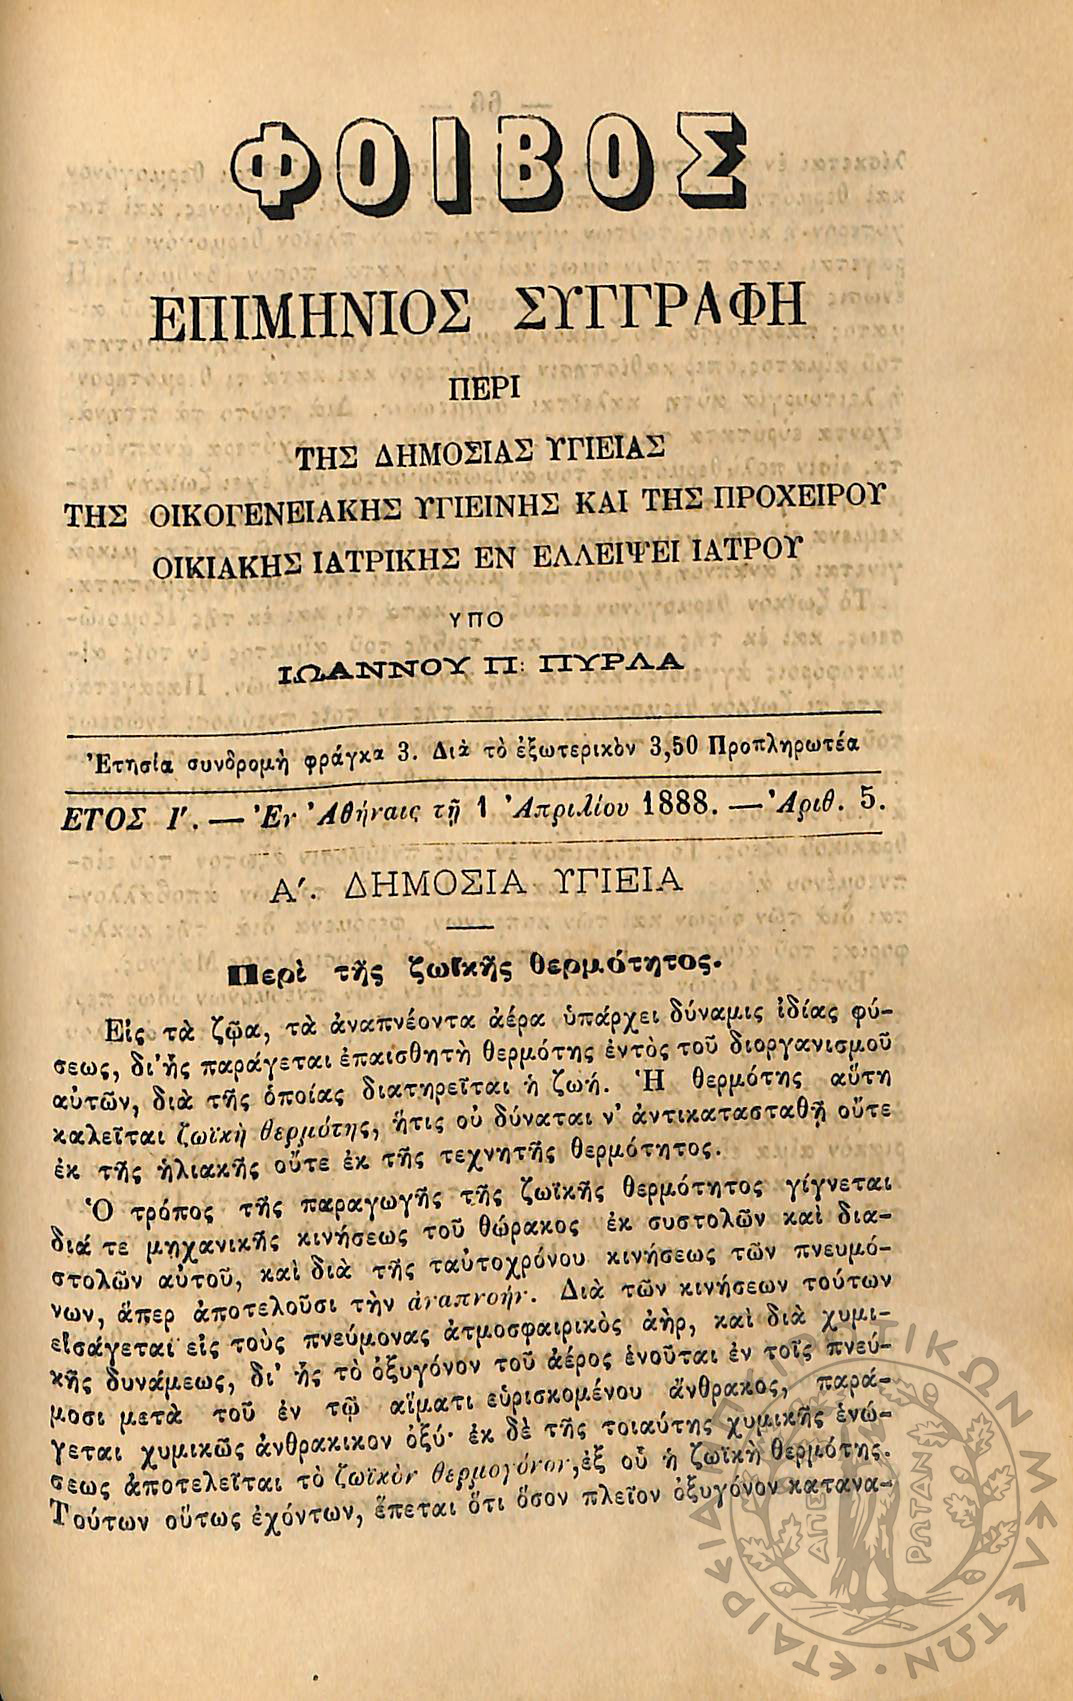 ΦΟΙΒΟΣ
ΕΠΙΜΗΝΙΟΣ ΣΥΓΓΡΑΦΗ
ΠΕΡΙ
ΤΗΣ ΔΗΜΟΣΙΑΣ ΥΓΙΕΙΑΣ
ΤΗΣ ΟΙΚΟΓΕΝΕΙΑΚΗΣ ΥΓΙΕΙΝΗΣ ΚΑΙ ΤΗΣ ΠΡΟΧΕΙΡΟΥ
ΟΙΚΙΑΚΗΣ ΙΑΤΡΙΚΗΣ ΕΝ ΕΛΛΕΙΨΕΙ ΙΑΤΡΟΥ
ΥΠΟ
ΙΩΑΝΝΟΥ Π. ΠΥΡΛΑ
Ἐτησία συνδρομὴ φράγκα 3. Διὰ τὸ ἐξωτερικὸν 3,50 Προπληρωτέα
ΕΤΟΣ Ι'. — Ἐν Ἀθήναις τῇ 1 Ἀπριλίου 1888. — Ἀριθ. 5.
Α'. ΔΗΜΟΣΙΑ ΥΓΙΕΙΑ
Περὶ τῆς ζωϊκῆς θερμότητος.
Εἰς τὰ ζῷα, τὰ ἀναπνέοντα ἀέρα ὑπάρχει δύναμις ἰδίας φύ-
σεως, δι' ἧς παράγεται ἐπαισθητὴ θερμότης ἐντὸς τοῦ διοργανισμοῦ
αὐτῶν, διὰ τῆς ὁποίας διατηρεῖται ἡ ζωή. Ἡ θερμότης αὕτη
καλεῖται ζωϊκὴ θερμότης, ἥτις οὐ δύναται ν' ἀντικατασταθῇ οὔτε
ἐκ τῆς ἡλιακῆς οὔτε ἐκ τῆς τεχνητῆς θερμότητος.
Ὁ τρόπος τῆς παραγωγῆς τῆς ζωϊκῆς θερμότητος γίγνεται
διά τε μηχανικῆς κινήσεως τοῦ θώρακος ἐκ συστολῶν καὶ δια-
στολῶν αὐτοῦ, καὶ διὰ τῆς ταὐτοχρόνου κινήσεως τῶν πνευμό-
νων, ἅπερ ἀποτελοῦσι τὴν ἀναπνοήν. Διὰ τῶν κινήσεων τούτων
εἰσάγεται εἰς τοὺς πνεύμονας ἀτμοσφαιρικὸς ἀὴρ, καὶ διὰ χυμι-
κῆς δυνάμεως, δι' ἧς τὸ ὀξυγόνον τοῦ ἀέρος ἑνοῦται ἐν τοῖς πνεύ-
μοσι μετὰ τοῦ ἐν τῷ αἵματι εὑρισκομένου ἄνθρακος, παρά-
γεται χυμικῶς ἀνθρακικον ὀξύ· ἐκ δὲ τῆς τοιαύτης χυμικῆς ἑνώ-
σεως ἀποτελεῖται τὸ ζωϊκὸν θερμογόνον, ἐξ οὗ ἡ ζωϊκὴ θερμότης.
Τούτων οὕτως ἐχόντων, ἕπεται ὅτι ὅσον πλεῖον ὀξυγόνον κατανα-
ΕΤΑΙΡΕΙΑ
ΣΤΙΚΩΝ ΜΕΛΕΤΩΝ